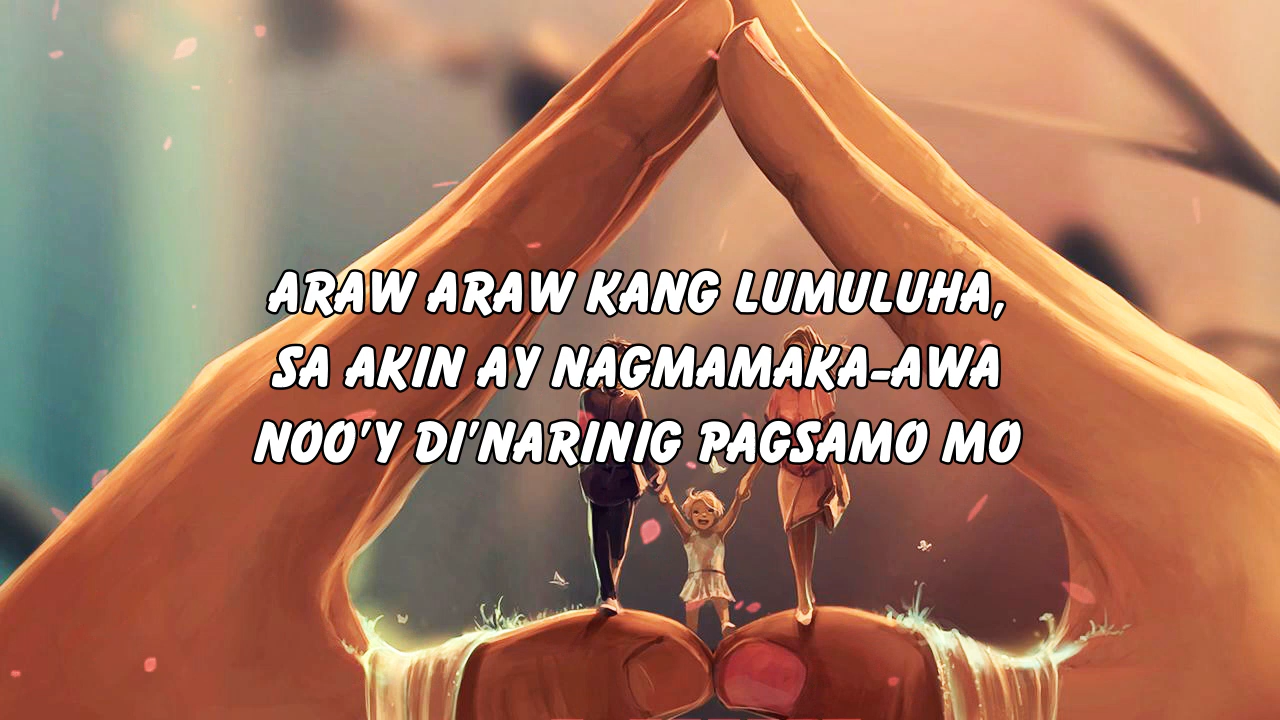 ARAW ARAW KANG LUMULUHA,
SA AKIN AY NAGMAMAKA-AWA
NOO'Y DI'NARINIG PAGSAMO MO